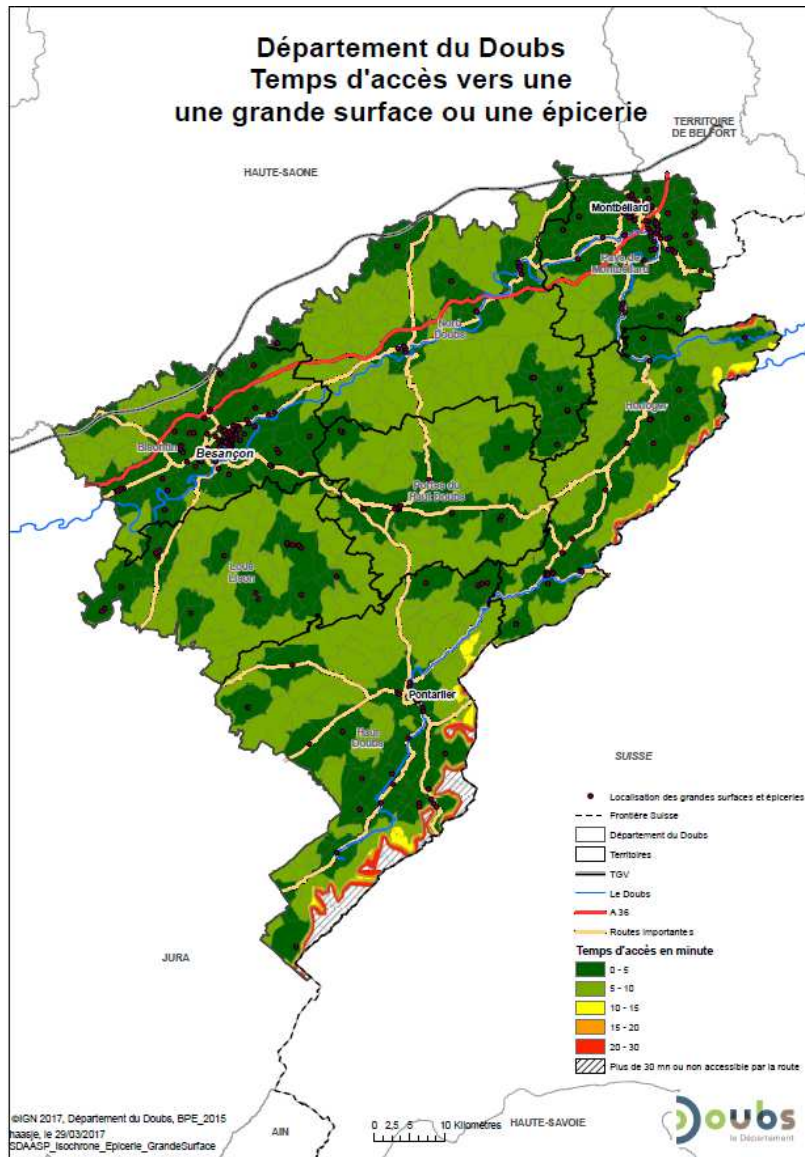 Département du Doubs
Temps d'accès vers une
une grande surface ou une épicerie
TERRITOIRE
DE BELFORT
HAUTE-SAONE
Montbéliard
Pays de
Montbéliard
Nord
Doubs
Horloger
Bisontin
Besançon
Portes du
Haut Doubs
Loue
Lison
Pontarlier
Haut
Doubs
SUISSE
JURA
AIN
HAUTE-SAVOIE
Localisation des grandes surfaces et épiceries
Frontière Suisse
Département du Doubs
Territoires
TGV
Le Doubs
A 36
Routes importantes
Temps d'accès en minute
0 - 5
5 - 10
10 - 15
15 - 20
20 - 30
Plus de 30 mn ou non accessible par la route
©IGN 2017, Département du Doubs, BPE_2015
haasje, le 29/03/2017
SDAASP_Isochrone_Epicerie_GrandeSurface
0 2,5 5 10 Kilomètres
Doubs
le Département